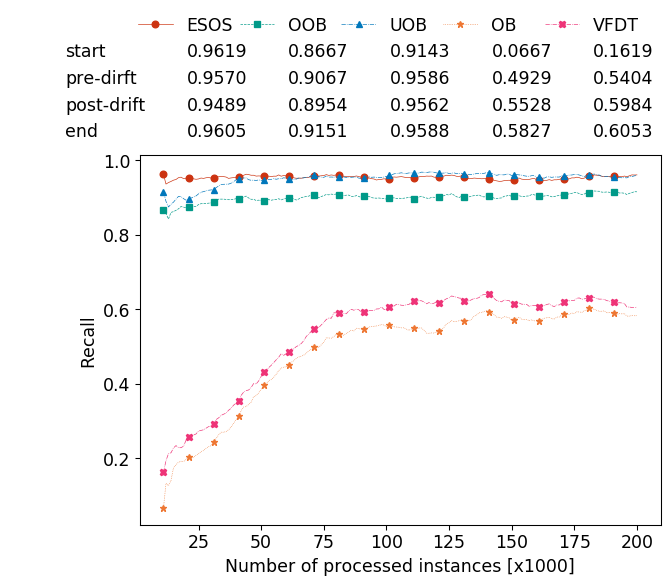 ESOS OOB UOB OB VFDT
start 0.9619 0.8667 0.9143 0.0667 0.1619
pre-dirft 0.9570 0.9067 0.9586 0.4929 0.5404
post-drift 0.9489 0.8954 0.9562 0.5528 0.5984
end 0.9605 0.9151 0.9588 0.5827 0.6053
1.0
0.8
0.6
0.4
0.2
Recall
25 50 75 100 125 150 175 200
Number of processed instances [x1000]